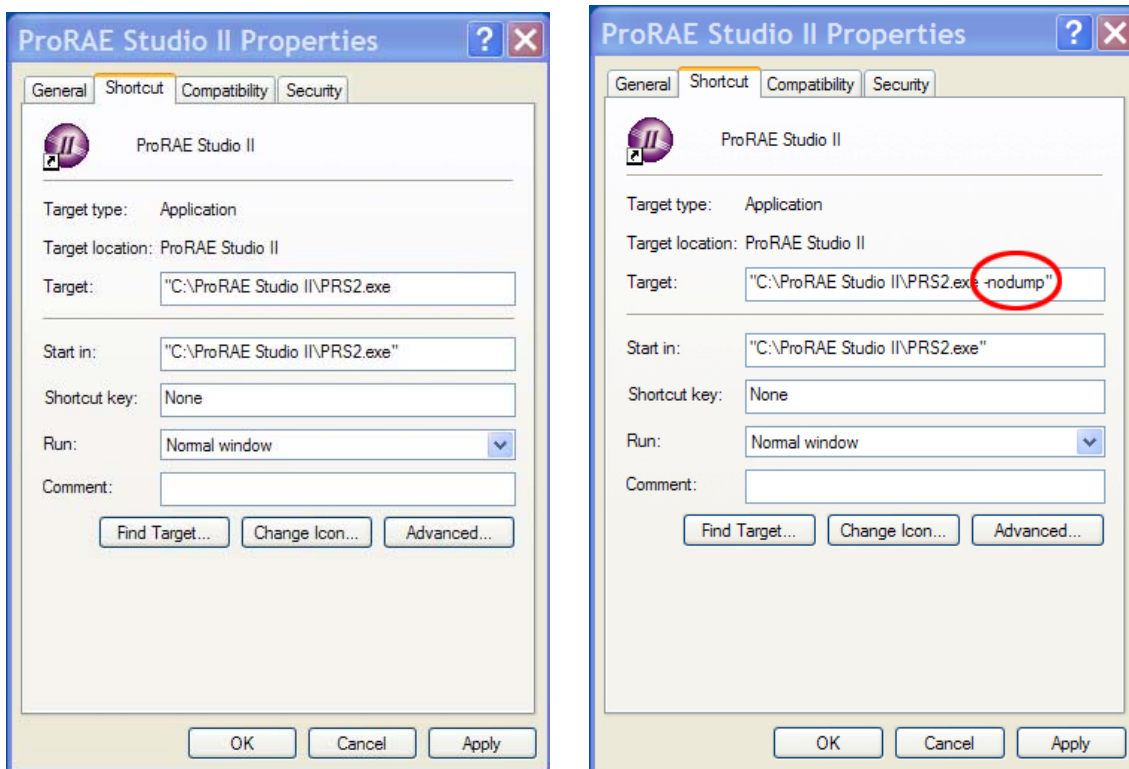 ProRAE Studio II Properties
General Shortcut Compatibility Security
II
ProRAE Studio II
Target type: Application
Target location: ProRAE Studio II
Target: "C:\ProRAE Studio II\PRS2.exe
Start in: "C:\ProRAE Studio II\PRS2.exe"
Shortcut key: None
Run: Normal window
Comment:
Find Target... Change Icon... Advanced...
OK Cancel Apply
ProRAE Studio II Properties
General Shortcut Compatibility Security
II
ProRAE Studio II
Target type: Application
Target location: ProRAE Studio II
Target: "C:\ProRAE Studio II\PRS2.exe -nodump"
Start in: "C:\ProRAE Studio II\PRS2.exe"
Shortcut key: None
Run: Normal window
Comment:
Find Target... Change Icon... Advanced...
OK Cancel Apply